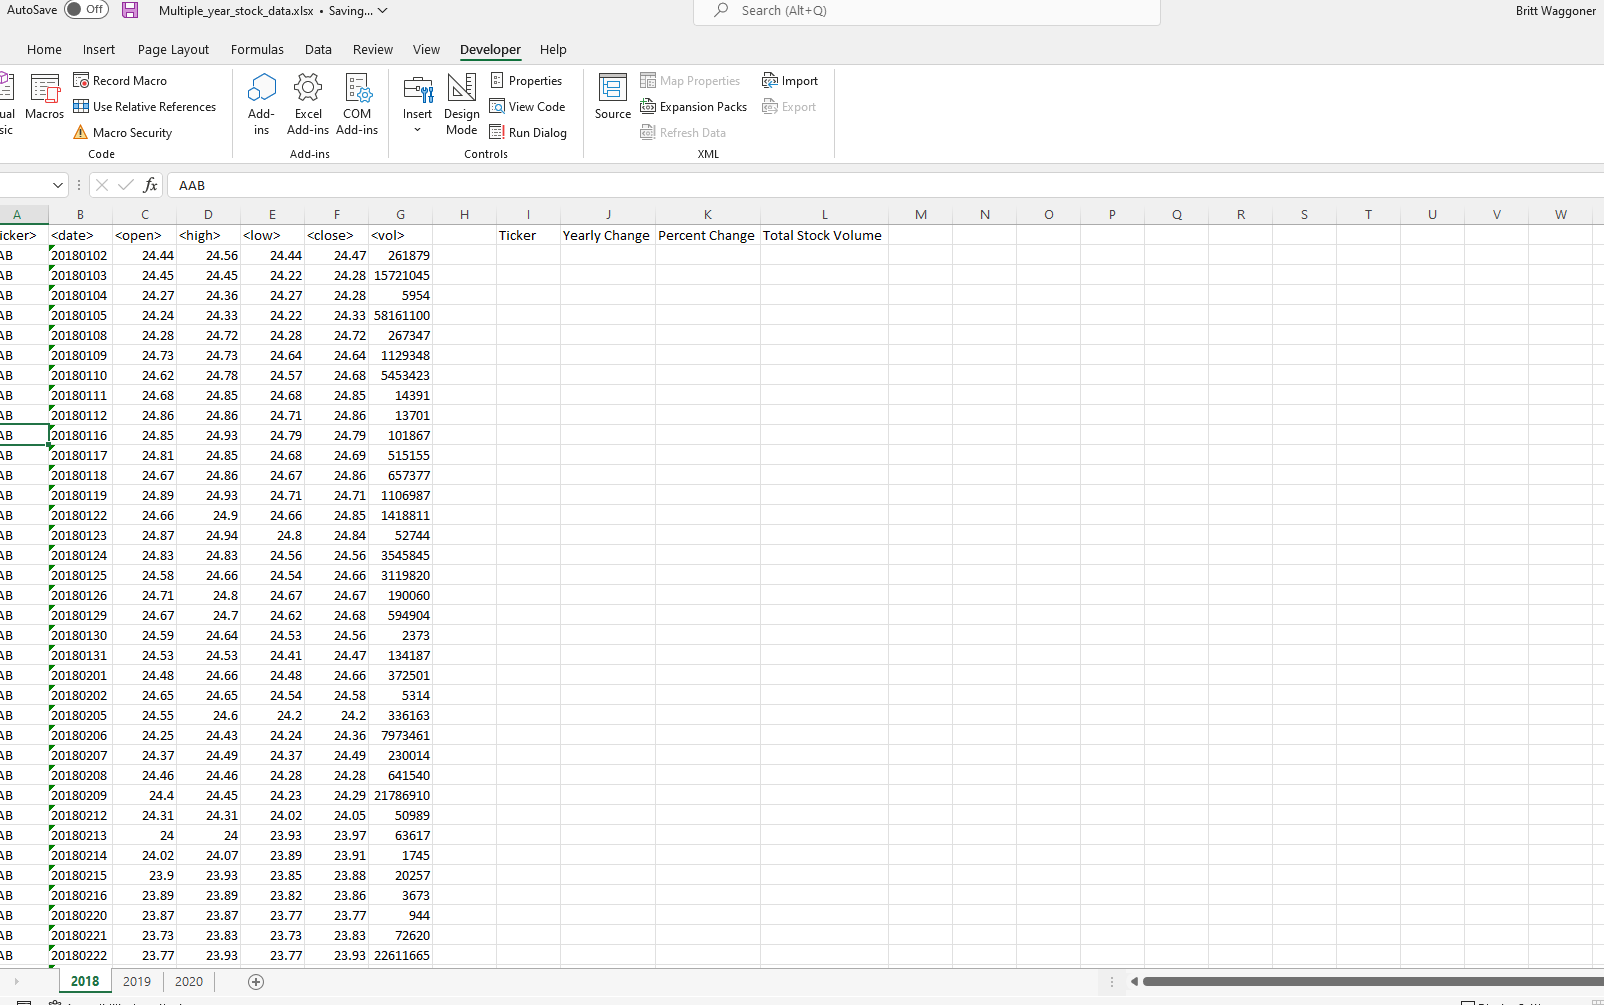 AutoSave Off Multiple_year_stock_data.xlsx • Saving... Search (Alt+Q) Britt Waggoner
Home Insert Page Layout Formulas Data Review View Developer Help
Macros Record Macro Use Relative References Macro Security
Code
Add-ins Excel Add-ins COM Add-ins
Add-ins
Insert Design Mode Properties View Code Run Dialog
Controls
Source Map Properties Expansion Packs Refresh Data Import Export
XML
fx AAB
A B C D E F G H I J K L M N O P Q R S T U V W
icker> <date> <open> <high> <low> <close> <vol> Ticker Yearly Change Percent Change Total Stock Volume
AB 20180102 24.44 24.56 24.44 24.47 261879
AB 20180103 24.45 24.45 24.22 24.28 15721045
AB 20180104 24.27 24.36 24.27 24.28 5954
AB 20180105 24.24 24.33 24.22 24.33 58161100
AB 20180108 24.28 24.72 24.28 24.72 267347
AB 20180109 24.73 24.73 24.64 24.64 1129348
AB 20180110 24.62 24.78 24.57 24.68 5453423
AB 20180111 24.68 24.85 24.68 24.85 14391
AB 20180112 24.86 24.86 24.71 24.86 13701
AB 20180116 24.85 24.93 24.79 24.79 101867
AB 20180117 24.81 24.85 24.68 24.69 515155
AB 20180118 24.67 24.86 24.67 24.86 657377
AB 20180119 24.89 24.93 24.71 24.71 1106987
AB 20180122 24.66 24.9 24.66 24.85 1418811
AB 20180123 24.87 24.94 24.8 24.84 52744
AB 20180124 24.83 24.83 24.56 24.56 3545845
AB 20180125 24.58 24.66 24.54 24.66 3119820
AB 20180126 24.71 24.8 24.67 24.67 190060
AB 20180129 24.67 24.7 24.62 24.68 594904
AB 20180130 24.59 24.64 24.53 24.56 2373
AB 20180131 24.53 24.53 24.41 24.47 134187
AB 20180201 24.48 24.66 24.48 24.66 372501
AB 20180202 24.65 24.65 24.54 24.58 5314
AB 20180205 24.55 24.6 24.2 24.2 336163
AB 20180206 24.25 24.43 24.24 24.36 7973461
AB 20180207 24.37 24.49 24.37 24.49 230014
AB 20180208 24.46 24.46 24.28 24.28 641540
AB 20180209 24.4 24.45 24.23 24.29 21786910
AB 20180212 24.31 24.31 24.02 24.05 50989
AB 20180213 24 24 23.93 23.97 63617
AB 20180214 24.02 24.07 23.89 23.91 1745
AB 20180215 23.9 23.93 23.85 23.88 20257
AB 20180216 23.89 23.89 23.82 23.86 3673
AB 20180220 23.87 23.87 23.77 23.77 944
AB 20180221 23.73 23.83 23.73 23.83 72620
AB 20180222 23.77 23.93 23.77 23.93 22611665
2018 2019 2020